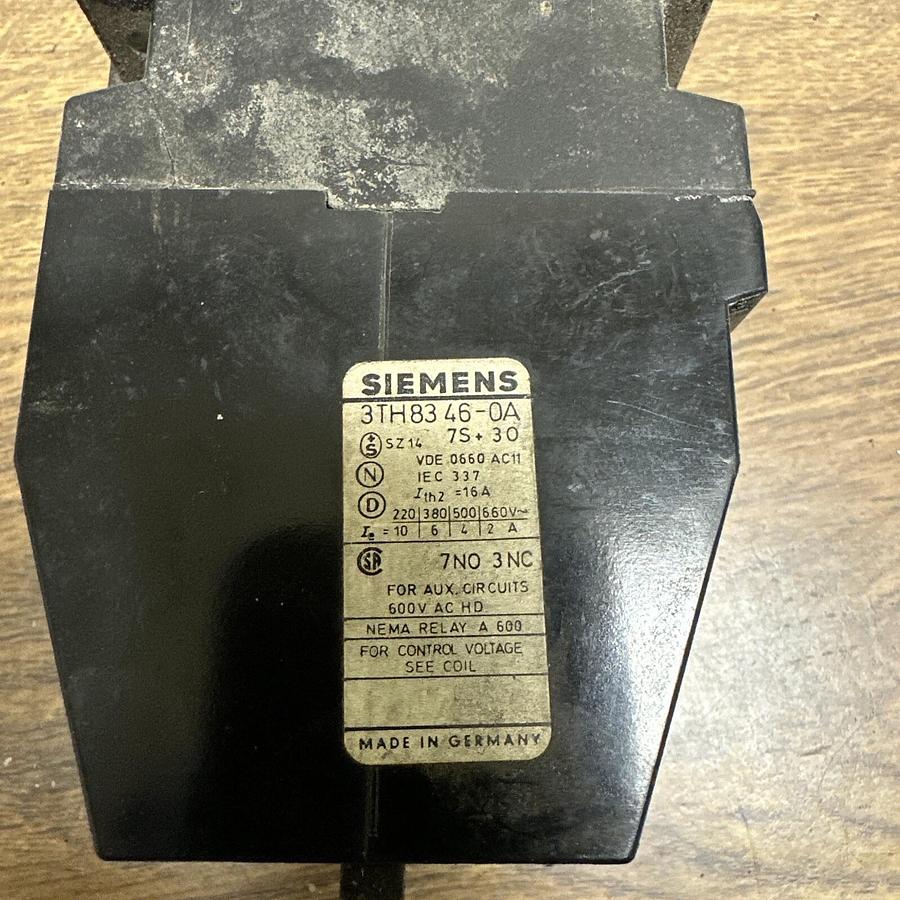 SIEMENS
3TH83 46-0A
+S SZ14 7S+3Ö
VDE 0660 AC11
N IEC 337
Ith2 =16A
D
220|380|500|660V~
Ie = 10 | 6 | 4 | 2 A
SA 7NO 3NC
FOR AUX. CIRCUITS
600V AC HD
NEMA RELAY A 600
FOR CONTROL VOLTAGE
SEE COIL
MADE IN GERMANY